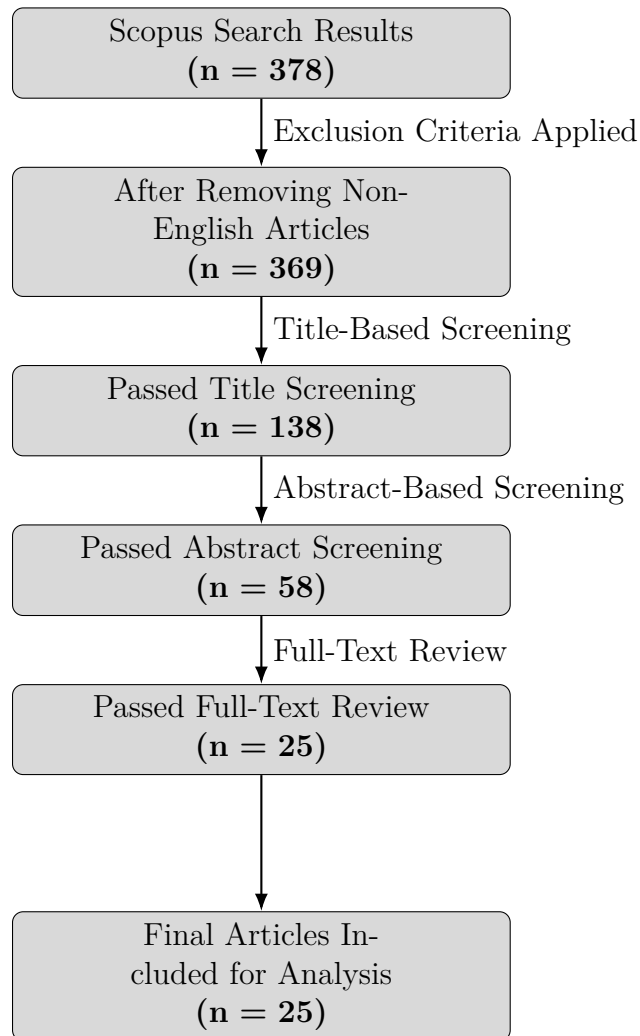 Scopus Search Results
(n = 378)
Exclusion Criteria Applied
After Removing Non-
English Articles
(n = 369)
Title-Based Screening
Passed Title Screening
(n = 138)
Abstract-Based Screening
Passed Abstract Screening
(n = 58)
Full-Text Review
Passed Full-Text Review
(n = 25)
Final Articles In-
cluded for Analysis
(n = 25)